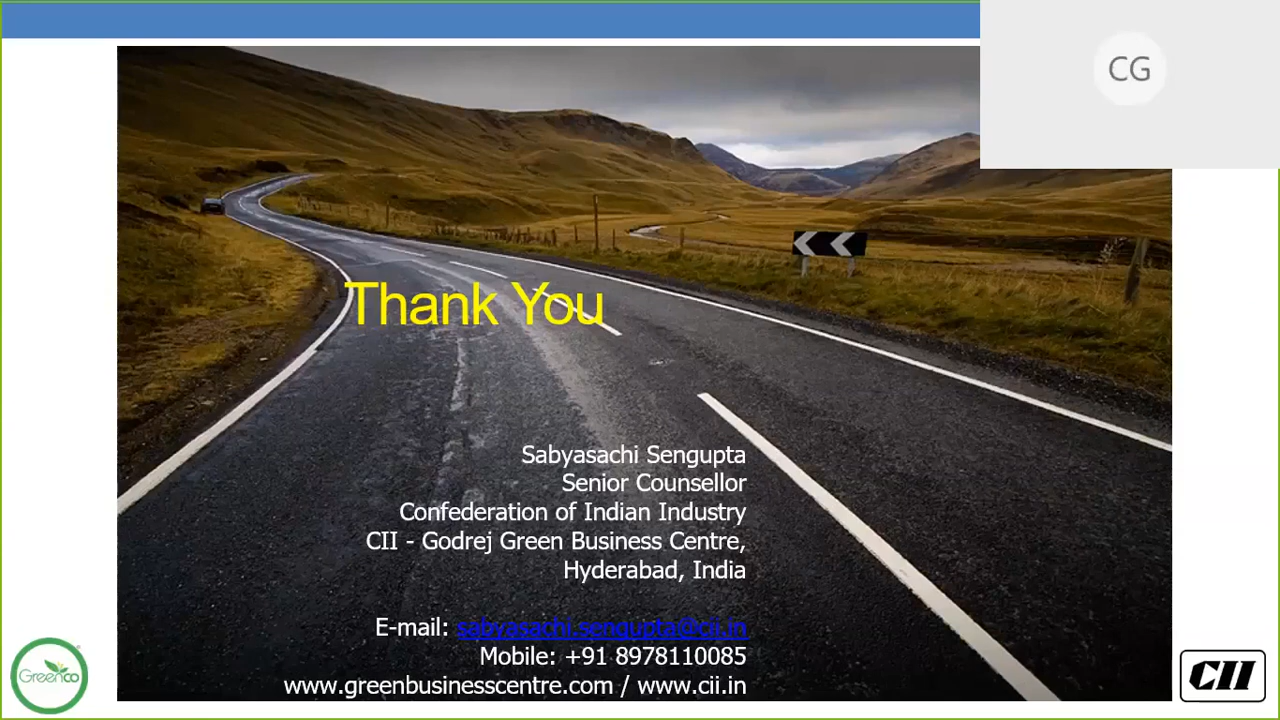 CG
Thank You
Sabyasachi Sengupta
Senior Counsellor
Confederation of Indian Industry
CII - Godrej Green Business Centre,
Hyderabad, India
E-mail: sabyasachi.sengupta@cii.in
Mobile: +91 8978110085
www.greenbusinesscentre.com / www.cii.in
Greenco
CII